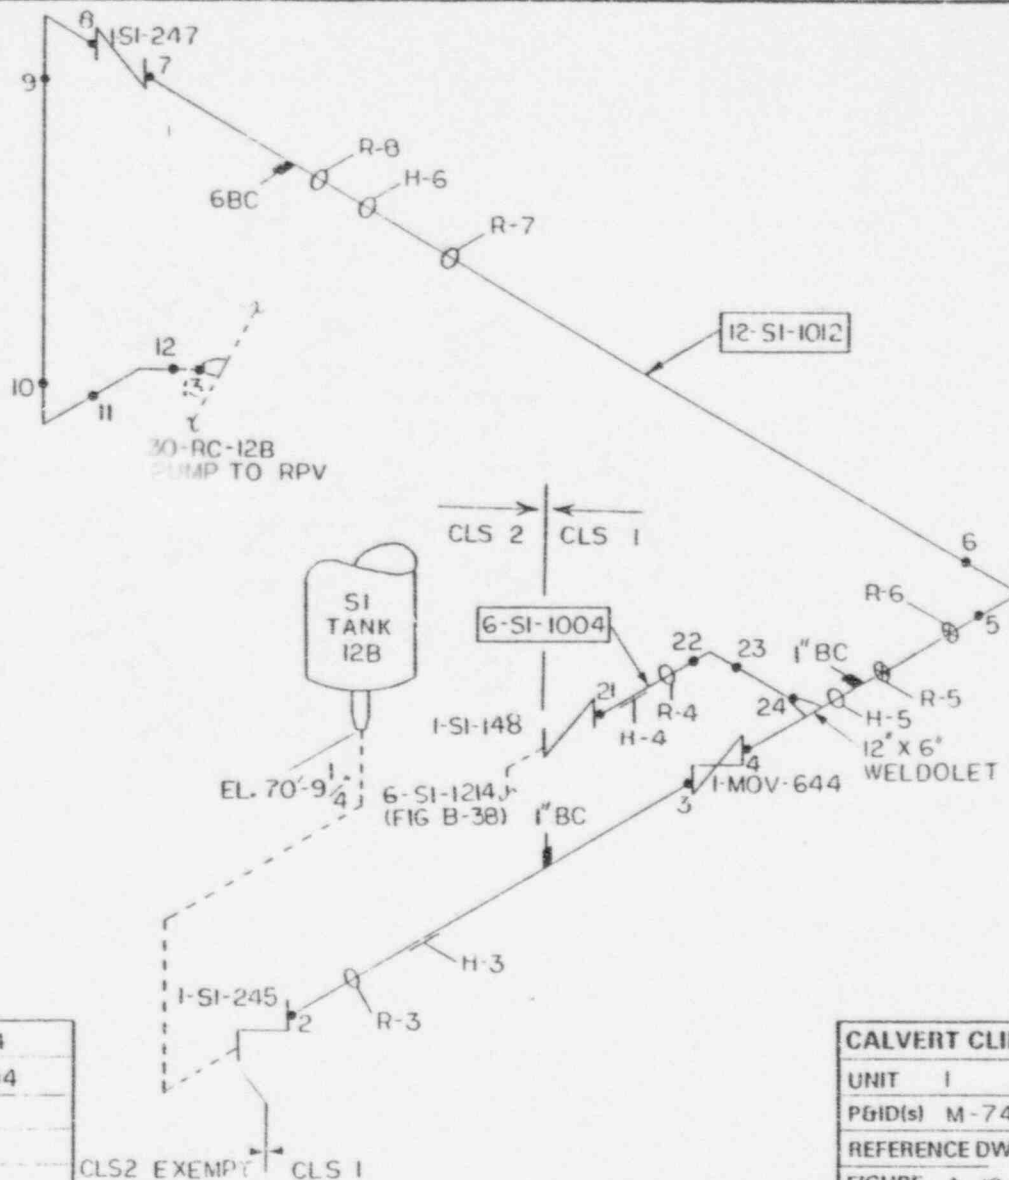 8
1SI-247
7
9
R-8
H-6
6BC
R-7
12-SI-1012
12
10
11
30-RC-12B
PUMP TO RPV
CLS 2
CLS 1
6
R-6
5
SI
TANK
12B
6-SI-1004
22
23
1" BC
R-5
21
R-4
24
H-5
1-SI-148
H-4
12" X 6"
WELDOLET
4
1-MOV-644
EL. 70'-9 1/4"
6-SI-1214
(FIG B-38)
1" BC
3
H-3
1-SI-245
2
R-3
4
CLS2 EXEMPT
CLS 1
CALVERT CLI
UNIT 1
P&ID(s) M-74
REFERENCE DW
FIGURE